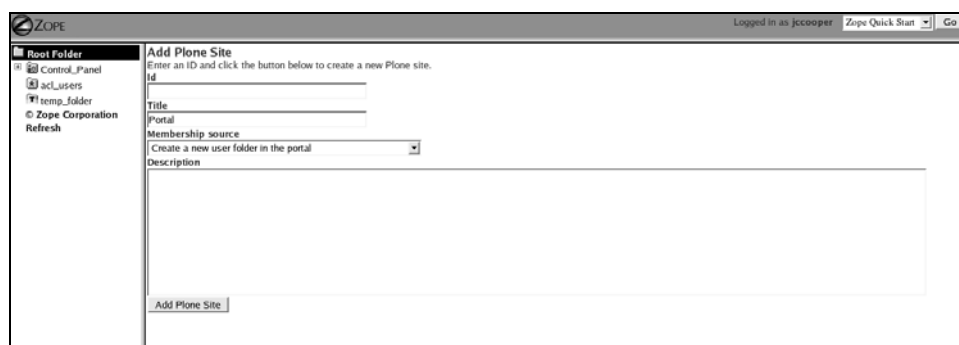 ZOPE
Logged in as jccooper
Zope Quick Start
Go
Root Folder
Control_Panel
acl_users
temp_folder
© Zope Corporation
Refresh
Add Plone Site
Enter an ID and click the button below to create a new Plone site.
Id
Title
Portal
Membership source
Create a new user folder in the portal
Description
Add Plone Site